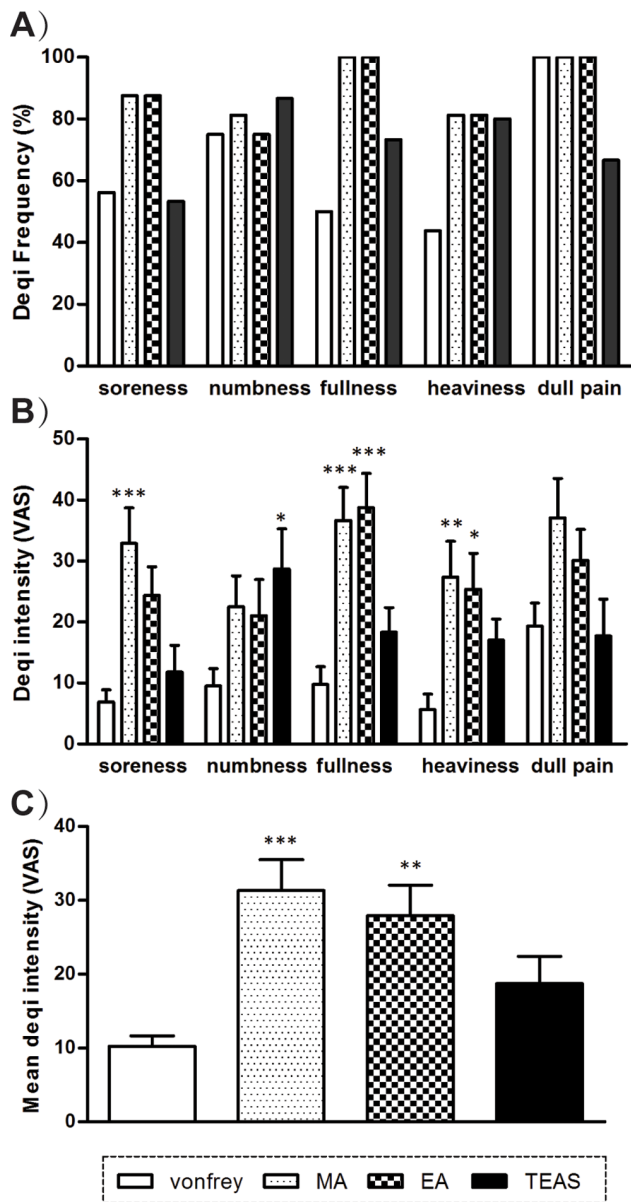 A)
Deqi Frequency (%)
100
80
60
40
20
0
soreness numbness fullness heaviness dull pain
B)
Deqi intensity (VAS)
50
40
30
20
10
0
***
*
***
***
**
*
soreness numbness fullness heaviness dull pain
C)
Mean deqi intensity (VAS)
40
30
20
10
0
***
**
vonfrey MA EA TEAS